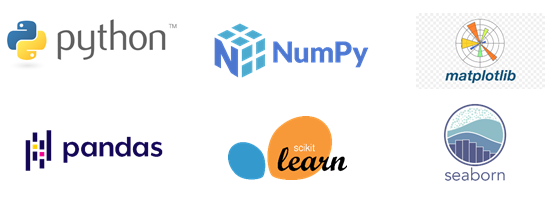 python™
NumPy
matplotlib
pandas
scikit
learn
seaborn